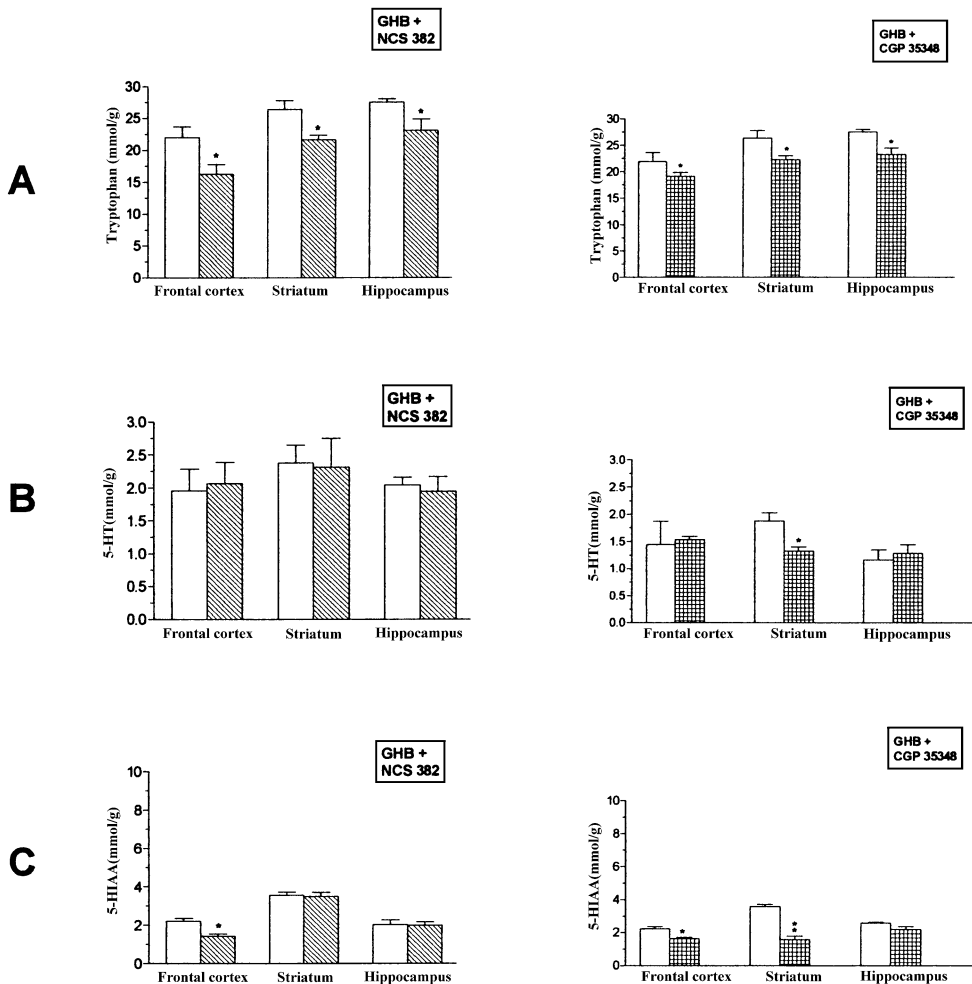 GHB +
NCS 382
GHB +
CGP 35348
A
Tryptophan (mmol/g)
30
25
20
15
10
5
0
*
*
*
Frontal cortex Striatum Hippocampus
Tryptophan (mmol/g)
30
25
20
15
10
5
0
*
*
*
Frontal cortex Striatum Hippocampus
GHB +
NCS 382
GHB +
CGP 35348
B
5-HT(mmol/g)
3.0
2.5
2.0
1.5
1.0
0.5
0.0
Frontal cortex Striatum Hippocampus
5-HT(mmol/g)
3.0
2.5
2.0
1.5
1.0
0.5
0.0
*
Frontal cortex Striatum Hippocampus
GHB +
NCS 382
GHB +
CGP 35348
C
5-HIAA(mmol/g)
10
8
6
4
2
0
*
Frontal cortex Striatum Hippocampus
5-HIAA(mmol/g)
10
8
6
4
2
0
*
*
*
Frontal cortex Striatum Hippocampus